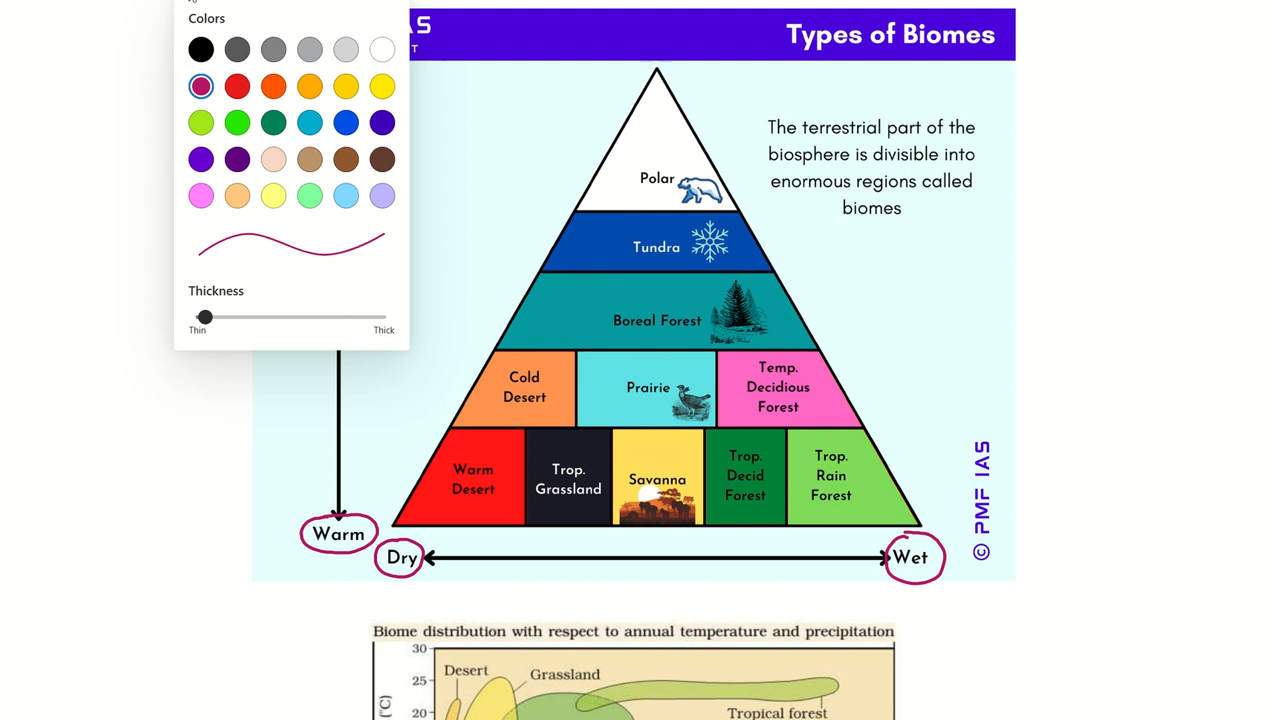 Colors
Thickness
Thin
Thick
AS
T
Types of Biomes
The terrestrial part of the
biosphere is divisible into
enormous regions called
biomes
Polar
Tundra
Boreal Forest
Cold
Desert
Prairie
Temp.
Decidious
Forest
Warm
Desert
Trop.
Grassland
Savanna
Trop.
Decid
Forest
Trop.
Rain
Forest
Warm
Dry
Wet
© PMF IAS
Biome distribution with respect to annual temperature and precipitation
30
25
20
(°C)
Desert
Grassland
Tropical forest